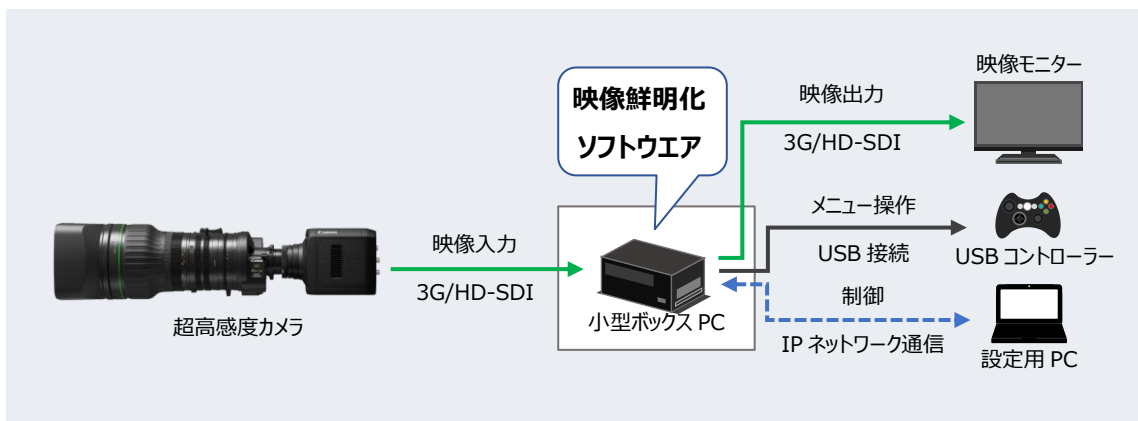 映像鮮明化
ソフトウエア
映像入力
3G/HD-SDI
超高感度カメラ
Canon
小型ボックス PC
映像出力
3G/HD-SDI
映像モニター
メニュー操作
USB 接続
USB コントローラー
制御
IP ネットワーク通信
設定用 PC